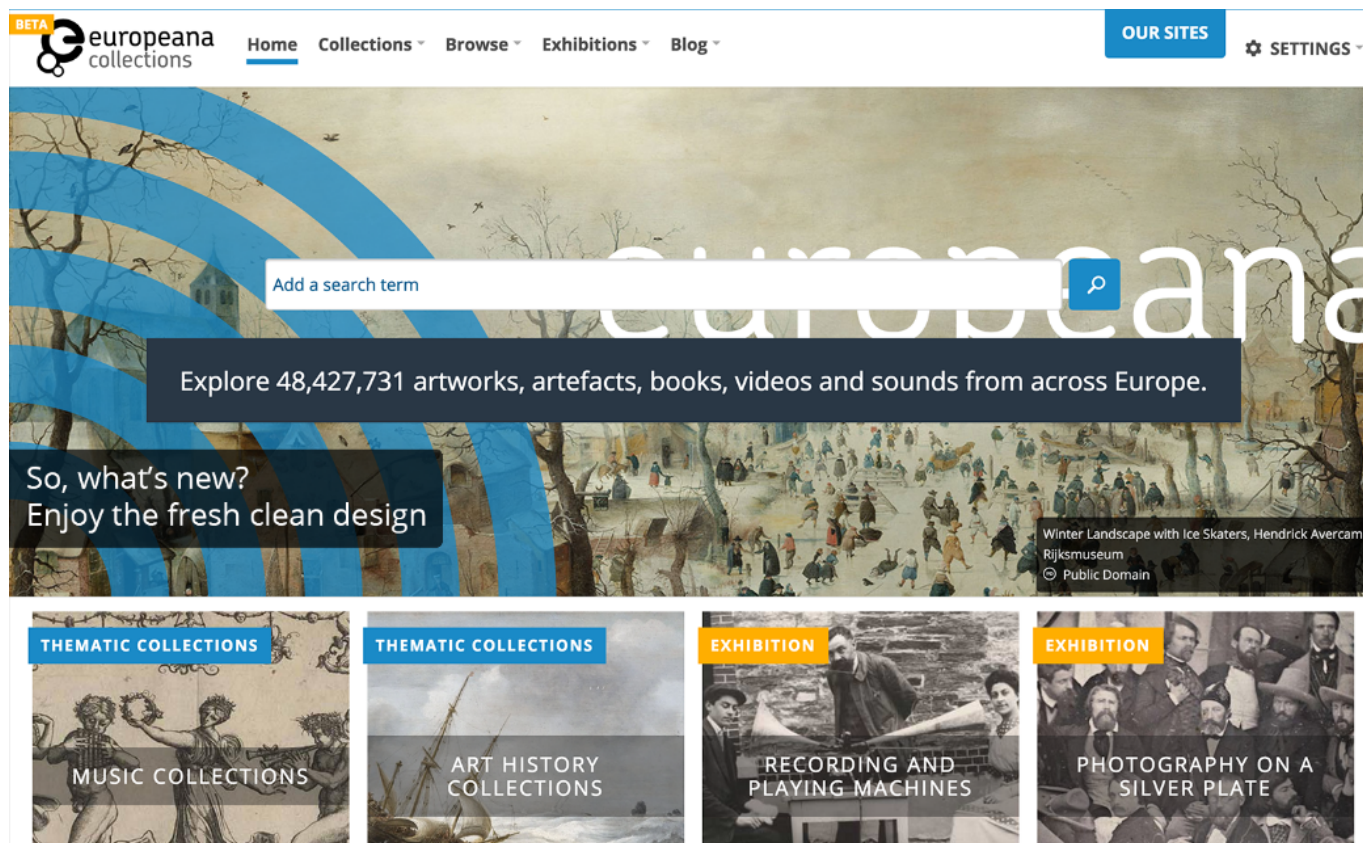 BETA
europeana
collections
Home Collections Browse Exhibitions Blog
OUR SITES
SETTINGS
europeana
Add a search term
Explore 48,427,731 artworks, artefacts, books, videos and sounds from across Europe.
So, what's new?
Enjoy the fresh clean design
Winter Landscape with Ice Skaters, Hendrick Avercam
Rijksmuseum
Public Domain
THEMATIC COLLECTIONS
MUSIC COLLECTIONS
THEMATIC COLLECTIONS
ART HISTORY
COLLECTIONS
EXHIBITION
RECORDING AND
PLAYING MACHINES
EXHIBITION
PHOTOGRAPHY ON A
SILVER PLATE